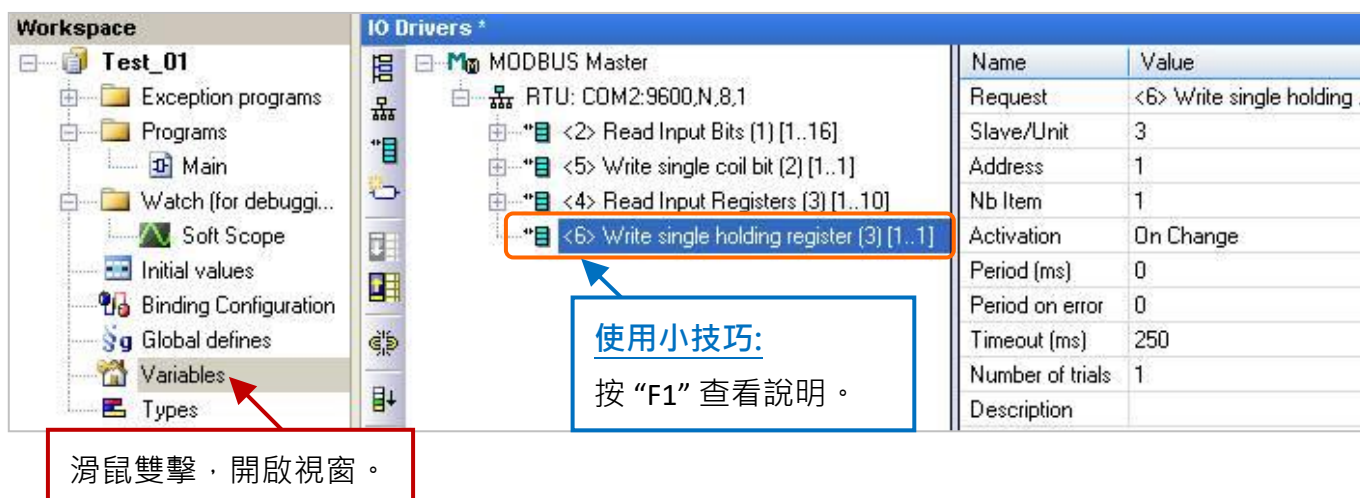 Workspace
Test_01
Exception programs
Programs
Main
Watch (for debuggi...
Soft Scope
Initial values
Binding Configuration
Global defines
Variables
Types
IO Drivers *
MODBUS Master
RTU: COM2:9600,N,8,1
<2> Read Input Bits (1) [1..16]
<5> Write single coil bit (2) [1..1]
<4> Read Input Registers (3) [1..10]
<6> Write single holding register (3) [1..1]
Name Value
Request <6> Write single holding
Slave/Unit 3
Address 1
Nb Item 1
Activation On Change
Period (ms) 0
Period on error 0
Timeout (ms) 250
Number of trials 1
Description
使用小技巧:
按 “F1” 查看說明。
滑鼠雙擊，開啟視窗。